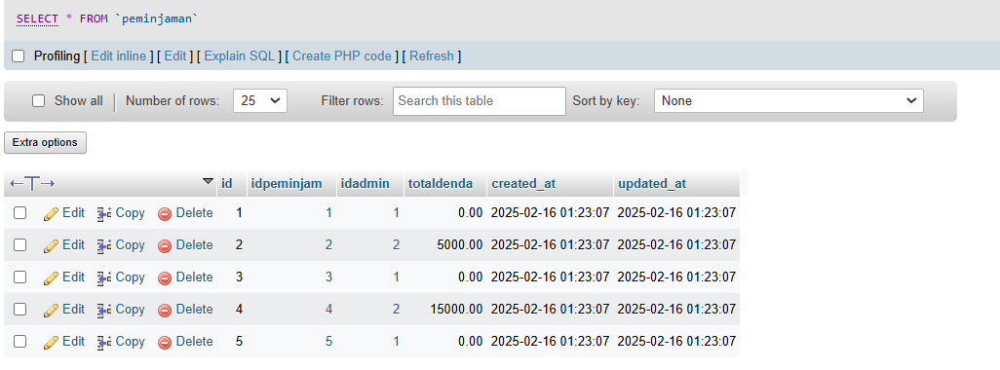 SELECT * FROM `peminjaman`
Profiling [ Edit inline ] [ Edit ] [ Explain SQL ] [ Create PHP code ] [ Refresh ]
Show all Number of rows: 25 Filter rows: Search this table Sort by key: None
Extra options
←T→ id idpeminjam idadmin totaldenda created_at updated_at
Edit Copy Delete 1 1 1 0.00 2025-02-16 01:23:07 2025-02-16 01:23:07
Edit Copy Delete 2 2 2 5000.00 2025-02-16 01:23:07 2025-02-16 01:23:07
Edit Copy Delete 3 3 1 0.00 2025-02-16 01:23:07 2025-02-16 01:23:07
Edit Copy Delete 4 4 2 15000.00 2025-02-16 01:23:07 2025-02-16 01:23:07
Edit Copy Delete 5 5 1 0.00 2025-02-16 01:23:07 2025-02-16 01:23:07